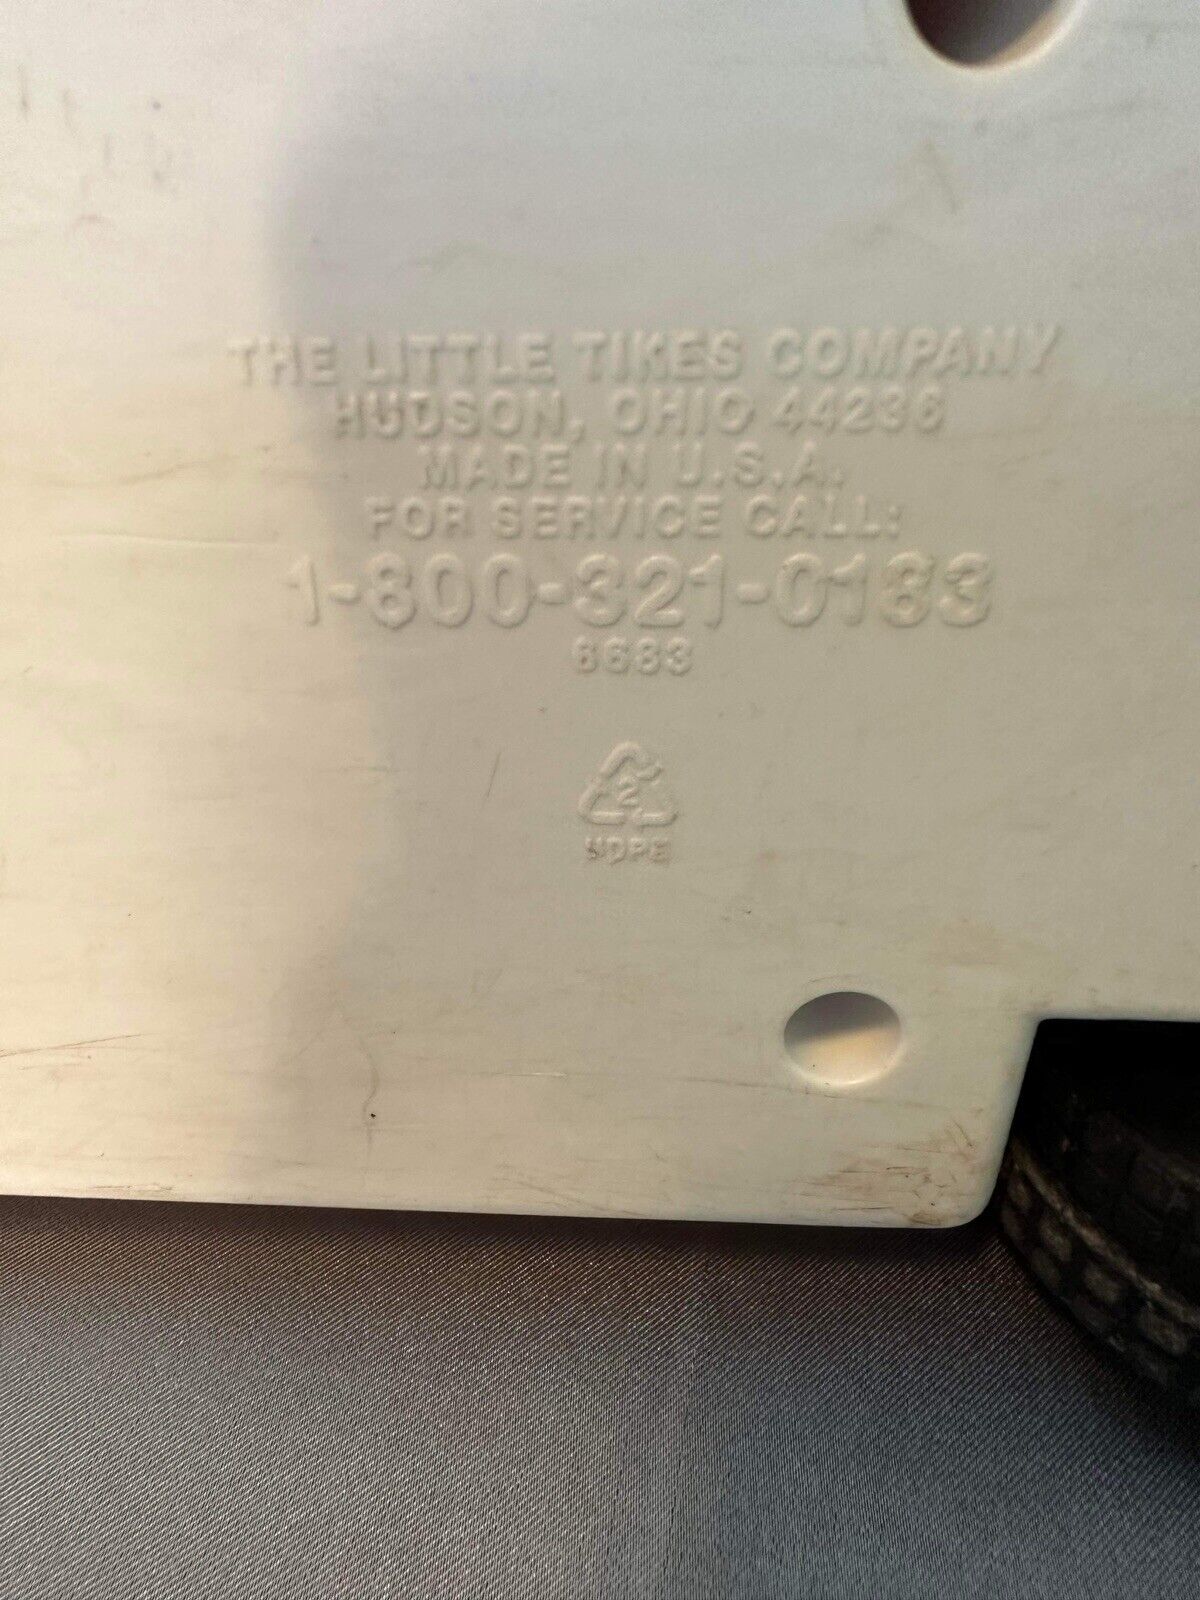 THE LITTLE TIKES COMPANY
HUDSON, OHIO 44236
MADE IN U.S.A.
FOR SERVICE CALL:
1-800-321-0183
6683
2
HDPE